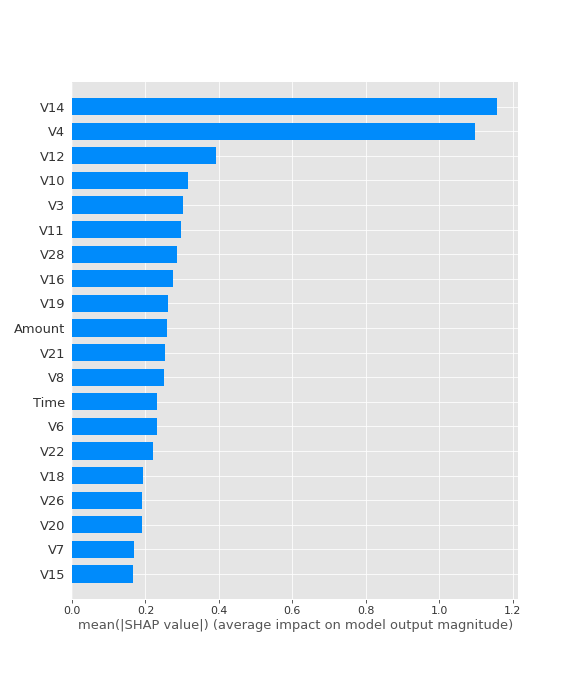 V14
V4
V12
V10
V3
V11
V28
V16
V19
Amount
V21
V8
Time
V6
V22
V18
V26
V20
V7
V15
0.0 0.2 0.4 0.6 0.8 1.0 1.2
mean(|SHAP value|) (average impact on model output magnitude)